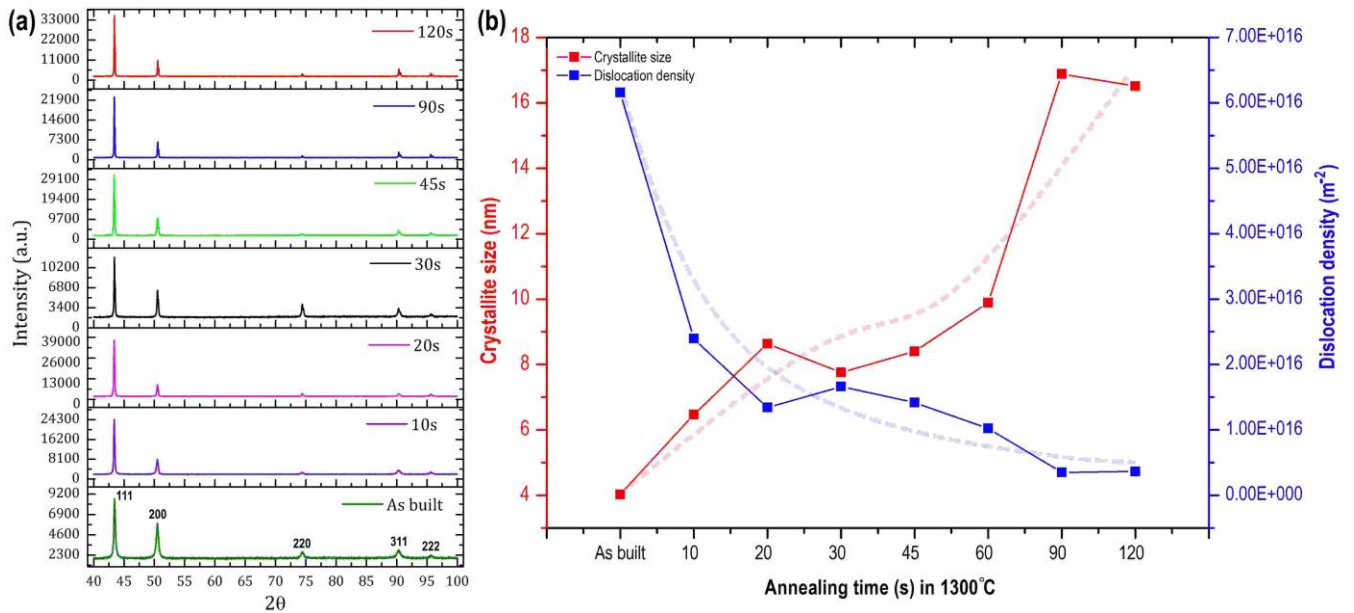 (a)
33000
22000
11000
0
120s
21900
14600
7300
0
90s
29100
19400
9700
0
45s
10200
6800
3400
0
30s
39000
26000
13000
0
20s
24300
16200
8100
0
10s
9200
6900
4600
2300
As built
111
200
220
311
222
40 45 50 55 60 65 70 75 80 85 90 95 100
2θ
Intensity (a.u.)
(b)
18
16
14
12
10
8
6
4
Crystallite size (nm)
Crystallite size
Dislocation density
7.00E+016
6.00E+016
5.00E+016
4.00E+016
3.00E+016
2.00E+016
1.00E+016
0.00E+000
Dislocation density (m⁻²)
As built 10 20 30 45 60 90 120
Annealing time (s) in 1300°C